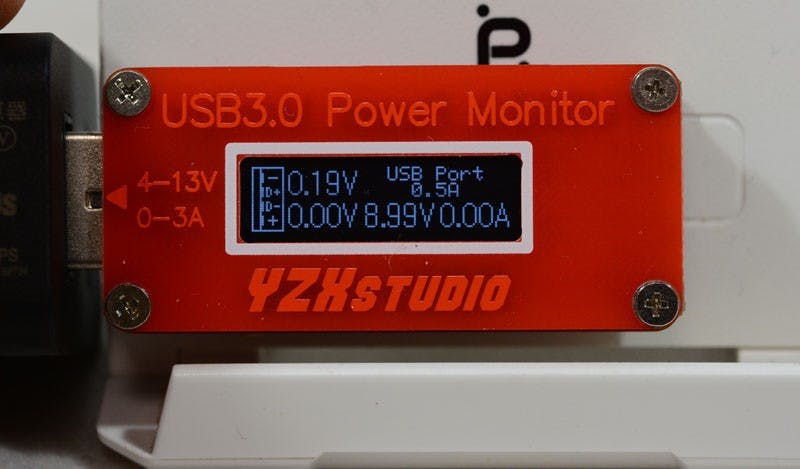 USB3.0 Power Monitor
4-13V
0-3A
-
D+
D-
+
0.19V
USB Port
0.5A
0.00V 8.99V 0.00A
YZXSTUDIO